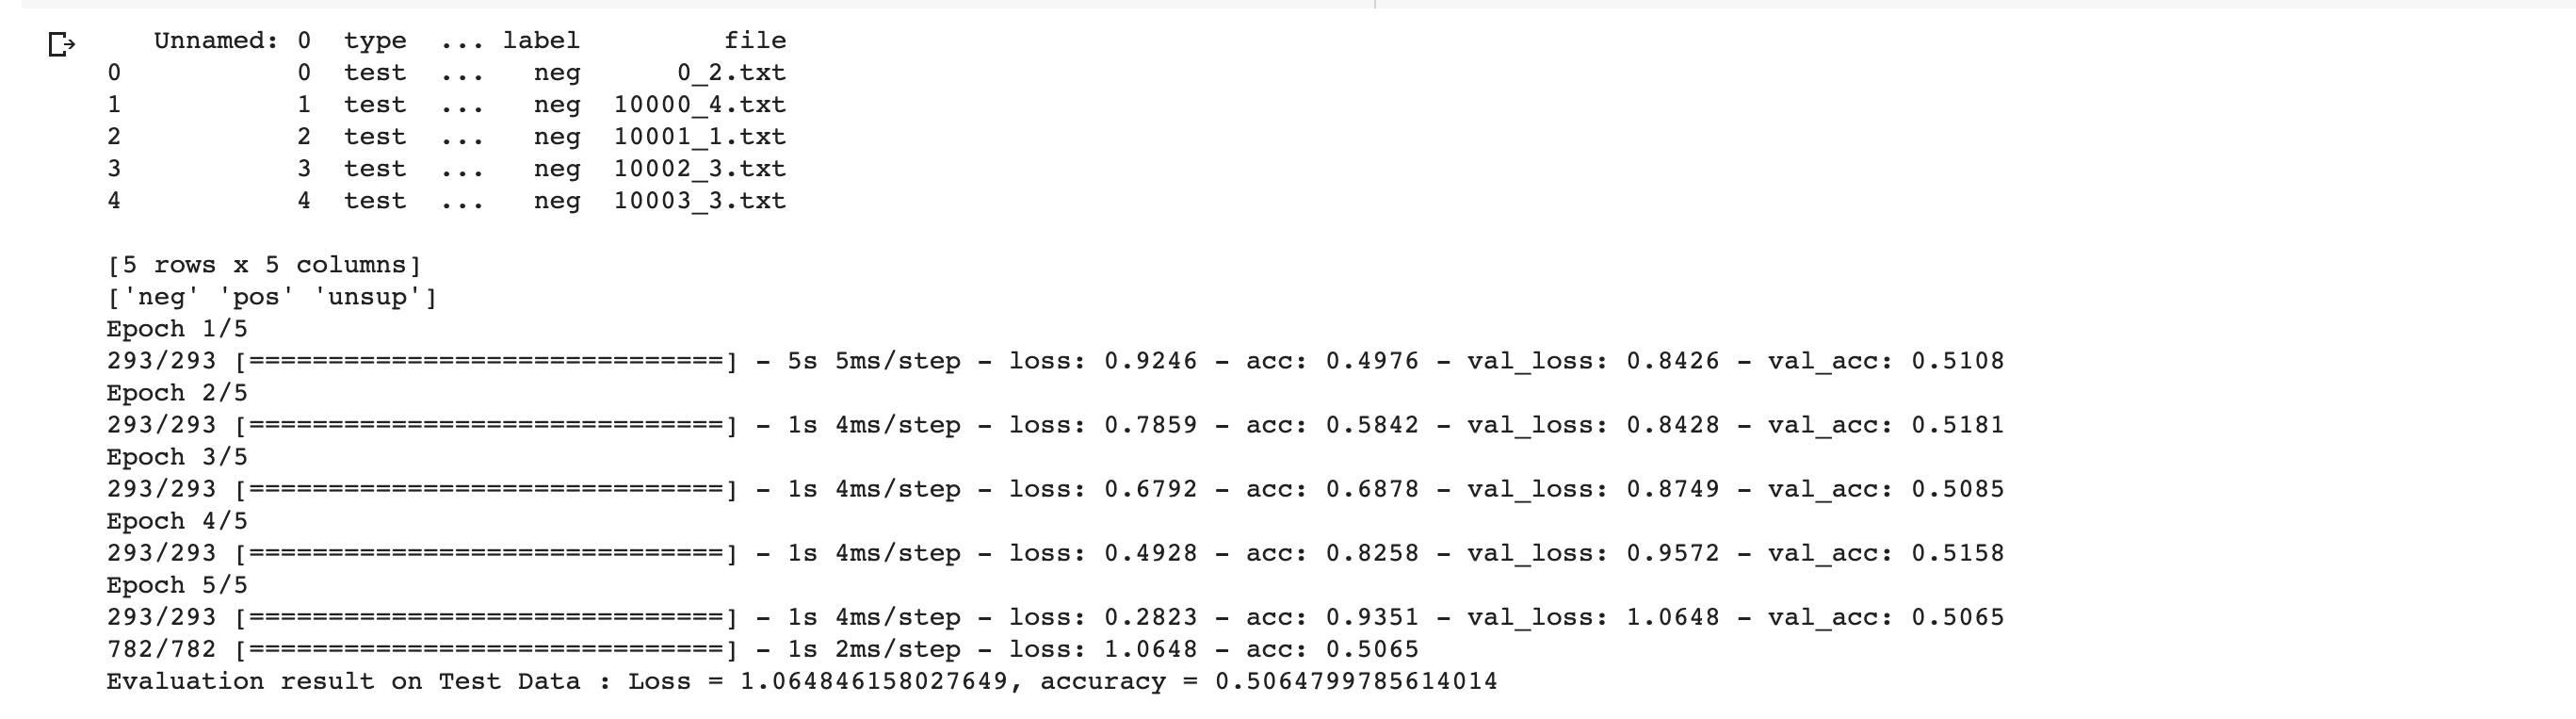 Unnamed: 0 type ... label file
0 0 test ... neg 0_2.txt
1 1 test ... neg 10000_4.txt
2 2 test ... neg 10001_1.txt
3 3 test ... neg 10002_3.txt
4 4 test ... neg 10003_3.txt
[5 rows x 5 columns]
['neg' 'pos' 'unsup']
Epoch 1/5
293/293 [==============================] - 5s 5ms/step - loss: 0.9246 - acc: 0.4976 - val_loss: 0.8426 - val_acc: 0.5108
Epoch 2/5
293/293 [==============================] - 1s 4ms/step - loss: 0.7859 - acc: 0.5842 - val_loss: 0.8428 - val_acc: 0.5181
Epoch 3/5
293/293 [==============================] - 1s 4ms/step - loss: 0.6792 - acc: 0.6878 - val_loss: 0.8749 - val_acc: 0.5085
Epoch 4/5
293/293 [==============================] - 1s 4ms/step - loss: 0.4928 - acc: 0.8258 - val_loss: 0.9572 - val_acc: 0.5158
Epoch 5/5
293/293 [==============================] - 1s 4ms/step - loss: 0.2823 - acc: 0.9351 - val_loss: 1.0648 - val_acc: 0.5065
782/782 [==============================] - 1s 2ms/step - loss: 1.0648 - acc: 0.5065
Evaluation result on Test Data : Loss = 1.064846158027649, accuracy = 0.5064799785614014